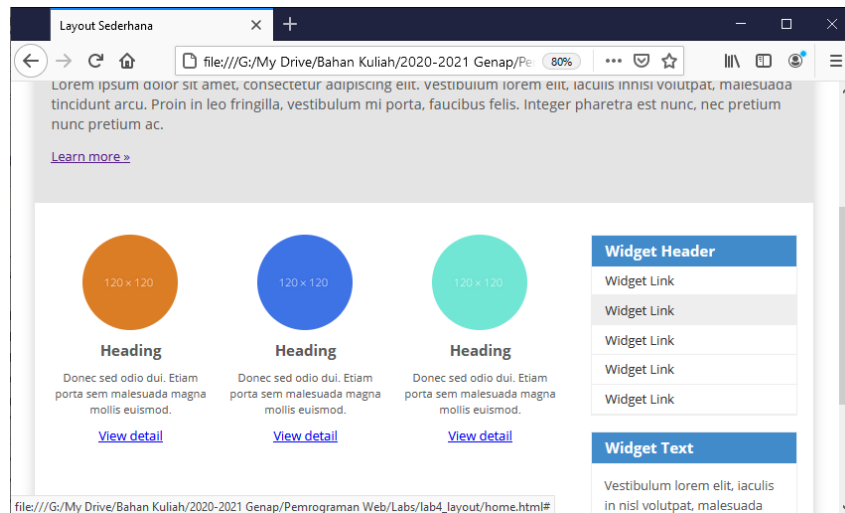 Layout Sederhana
file:///G:/My Drive/Bahan Kuliah/2020-2021 Genap/Pe
80%
Lorem ipsum dolor sit amet, consectetur adipiscing elit. Vestibulum lorem elit, iaculis innisl volutpat, malesuada
tincidunt arcu. Proin in leo fringilla, vestibulum mi porta, faucibus felis. Integer pharetra est nunc, nec pretium
nunc pretium ac.
Learn more »
120 × 120
120 × 120
120 × 120
Heading
Heading
Heading
Donec sed odio dui. Etiam
porta sem malesuada magna
mollis euismod.
Donec sed odio dui. Etiam
porta sem malesuada magna
mollis euismod.
Donec sed odio dui. Etiam
porta sem malesuada magna
mollis euismod.
View detail
View detail
View detail
Widget Header
Widget Link
Widget Link
Widget Link
Widget Link
Widget Link
Widget Text
Vestibulum lorem elit, iaculis
in nisl volutpat, malesuada
file:///G:/My Drive/Bahan Kuliah/2020-2021 Genap/Pemrograman Web/Labs/lab4_layout/home.html#